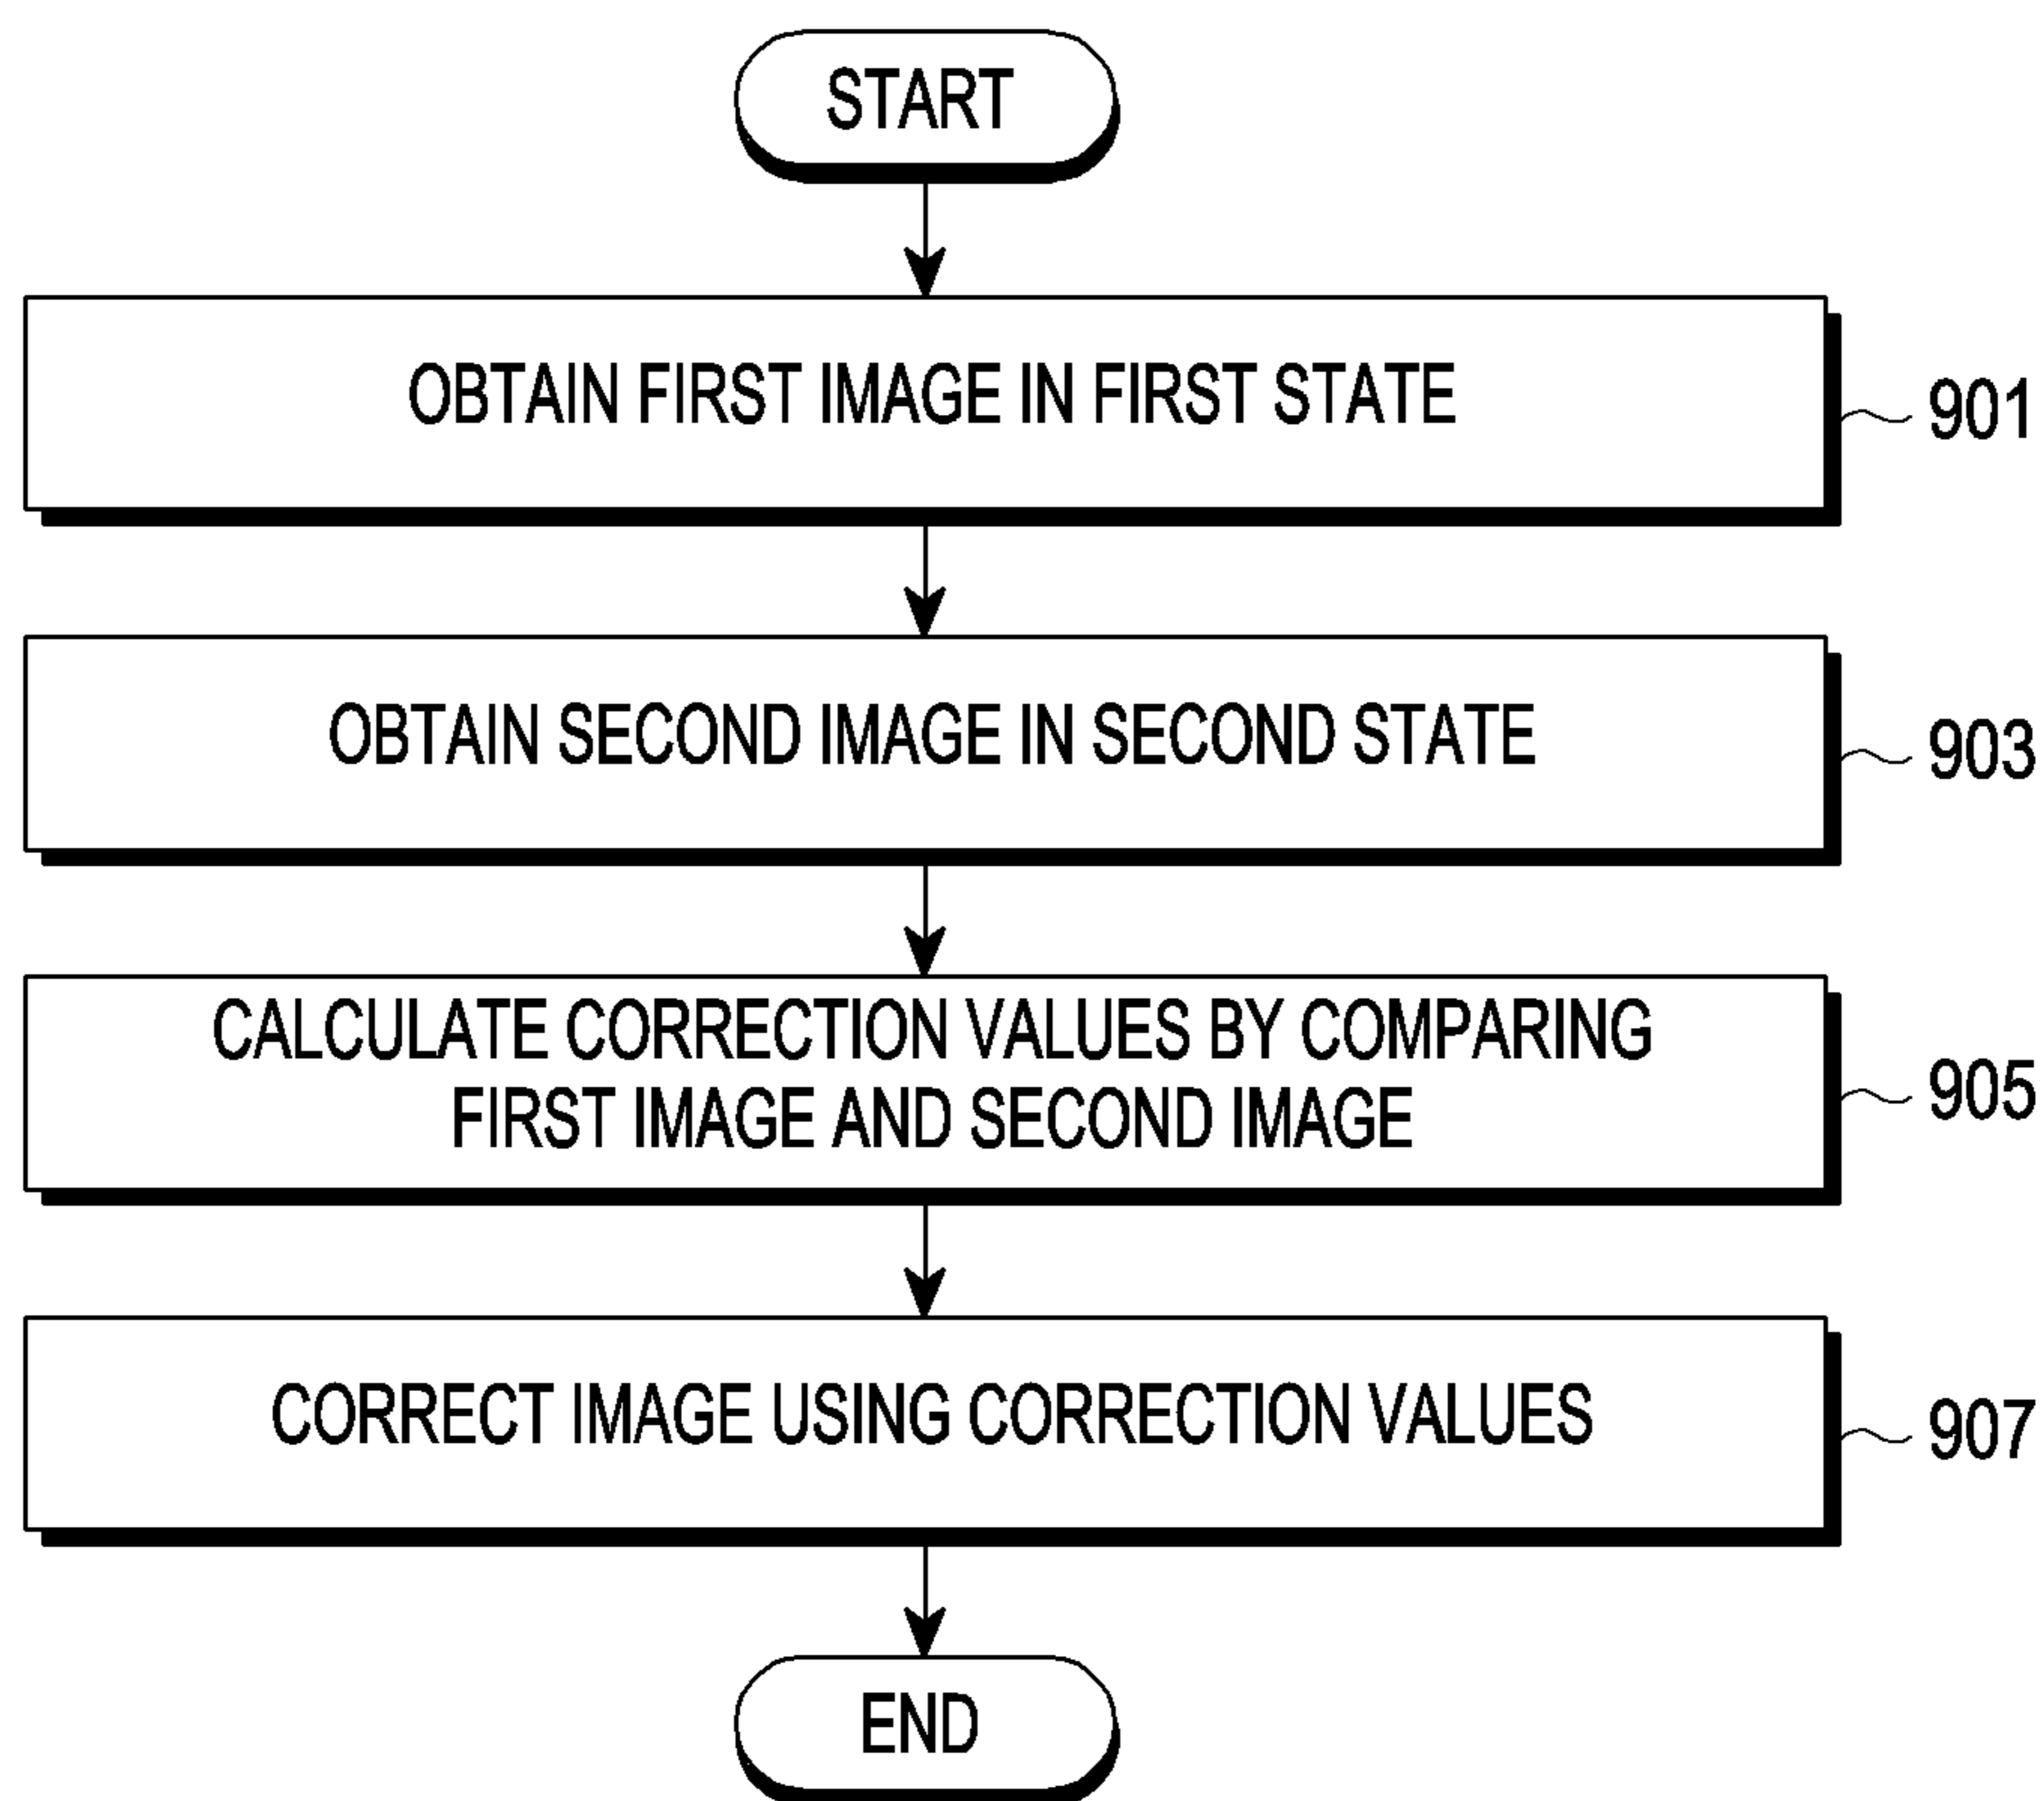 START
OBTAIN FIRST IMAGE IN FIRST STATE
901
OBTAIN SECOND IMAGE IN SECOND STATE
903
CALCULATE CORRECTION VALUES BY COMPARING
FIRST IMAGE AND SECOND IMAGE
905
CORRECT IMAGE USING CORRECTION VALUES
907
END